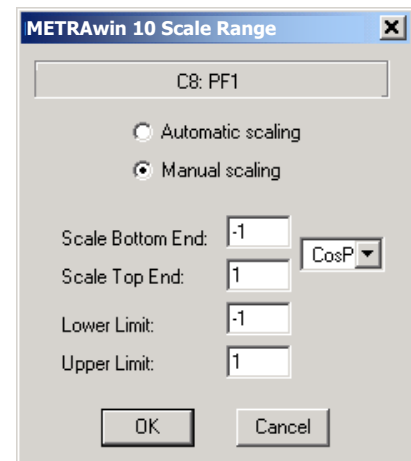 METRAwin 10 Scale Range
C8: PF1
Automatic scaling
Manual scaling
Scale Bottom End: -1
CosP
Scale Top End: 1
Lower Limit: -1
Upper Limit: 1
OK Cancel